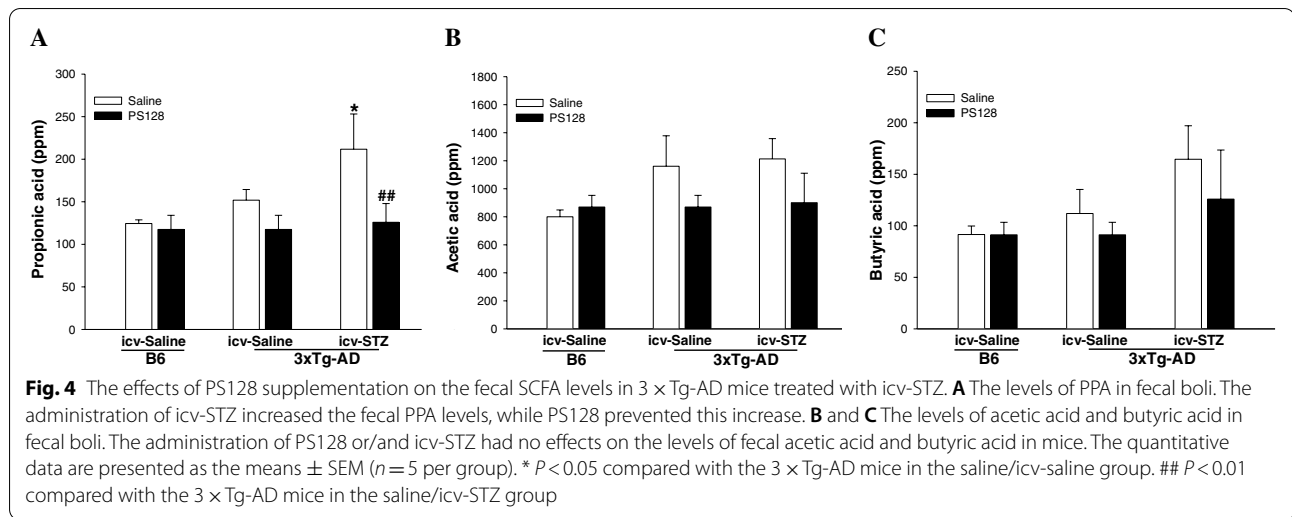 A
Propionic acid (ppm)
300
250
200
150
100
50
0
Saline
PS128
*
##
icv-Saline
icv-Saline
icv-STZ
B6
3xTg-AD
B
Acetic acid (ppm)
1800
1600
1400
1200
1000
800
600
400
200
0
Saline
PS128
icv-Saline
icv-Saline
icv-STZ
B6
3xTg-AD
C
Butyric acid (ppm)
250
200
150
100
50
0
Saline
PS128
icv-Saline
icv-Saline
icv-STZ
B6
3xTg-AD
Fig. 4 The effects of PS128 supplementation on the fecal SCFA levels in 3 × Tg-AD mice treated with icv-STZ. A The levels of PPA in fecal boli. The
administration of icv-STZ increased the fecal PPA levels, while PS128 prevented this increase. B and C The levels of acetic acid and butyric acid in
fecal boli. The administration of PS128 or/and icv-STZ had no effects on the levels of fecal acetic acid and butyric acid in mice. The quantitative
data are presented as the means ± SEM (n = 5 per group). * P < 0.05 compared with the 3 × Tg-AD mice in the saline/icv-saline group. ## P < 0.01
compared with the 3 × Tg-AD mice in the saline/icv-STZ group